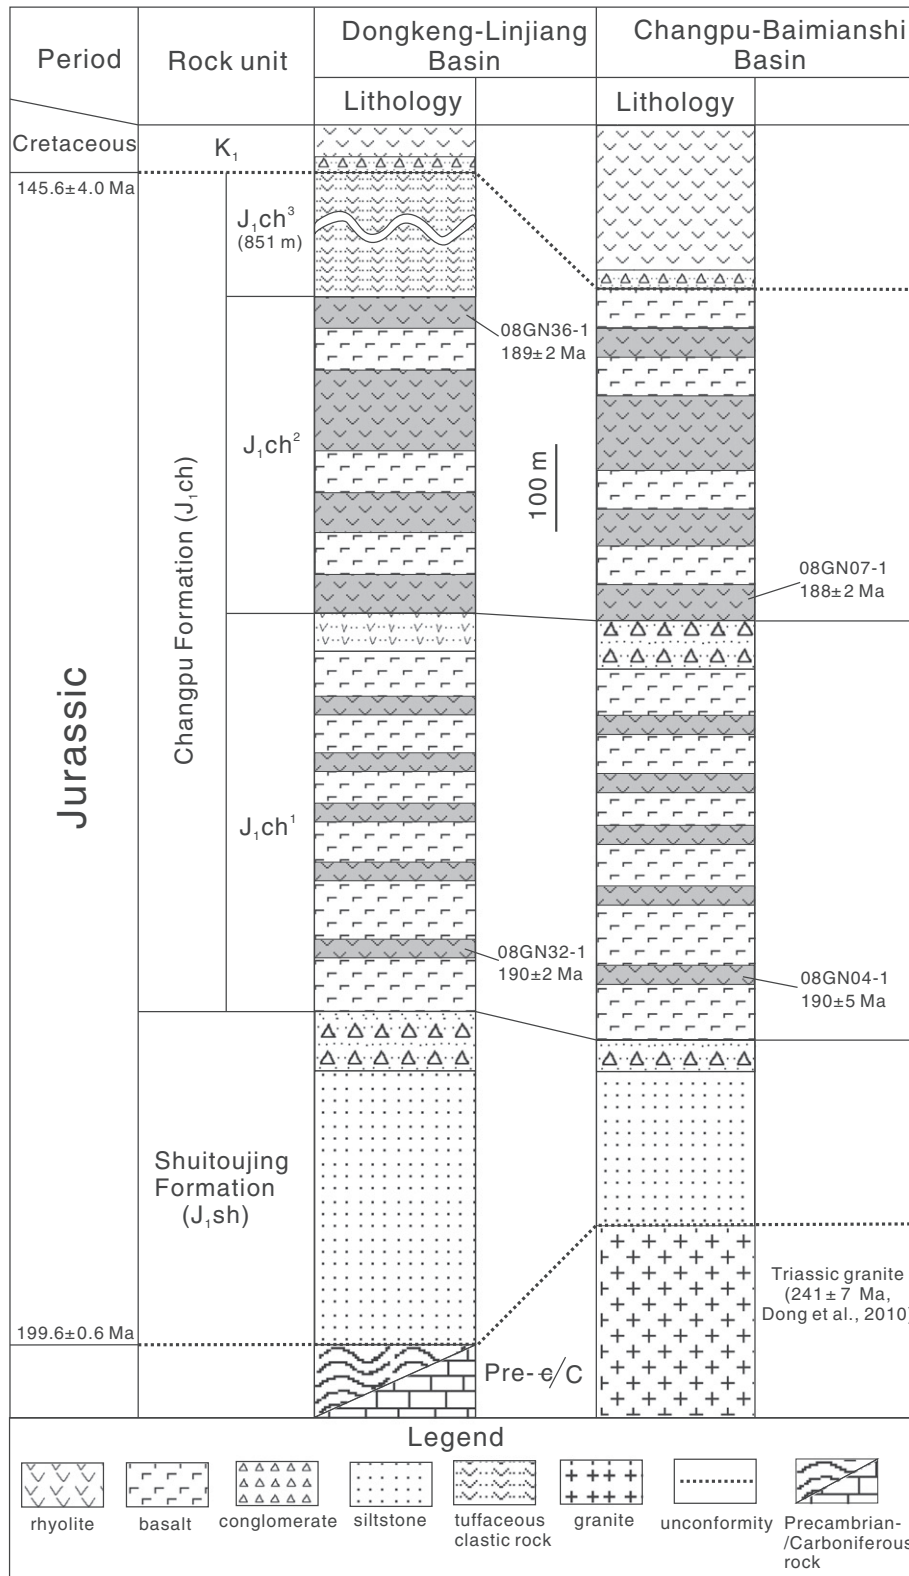 Period
Rock unit
Dongkeng-Linjiang
Basin
Changpu-Baimianshi
Basin
Lithology
Lithology
Cretaceous
K₁
145.6±4.0 Ma
J₁ch³
(851 m)
08GN36-1
189±2 Ma
J₁ch²
100 m
Changpu Formation (J₁ch)
08GN07-1
188±2 Ma
Jurassic
J₁ch¹
08GN32-1
190±2 Ma
08GN04-1
190±5 Ma
Shuitoujing
Formation
(J₁sh)
Triassic granite
(241±7 Ma,
Dong et al., 2010)
199.6±0.6 Ma
Pre-Ꞓ/C
Legend
rhyolite
basalt
conglomerate
siltstone
tuffaceous
clastic rock
granite
unconformity
Precambrian-
/Carboniferous
rock